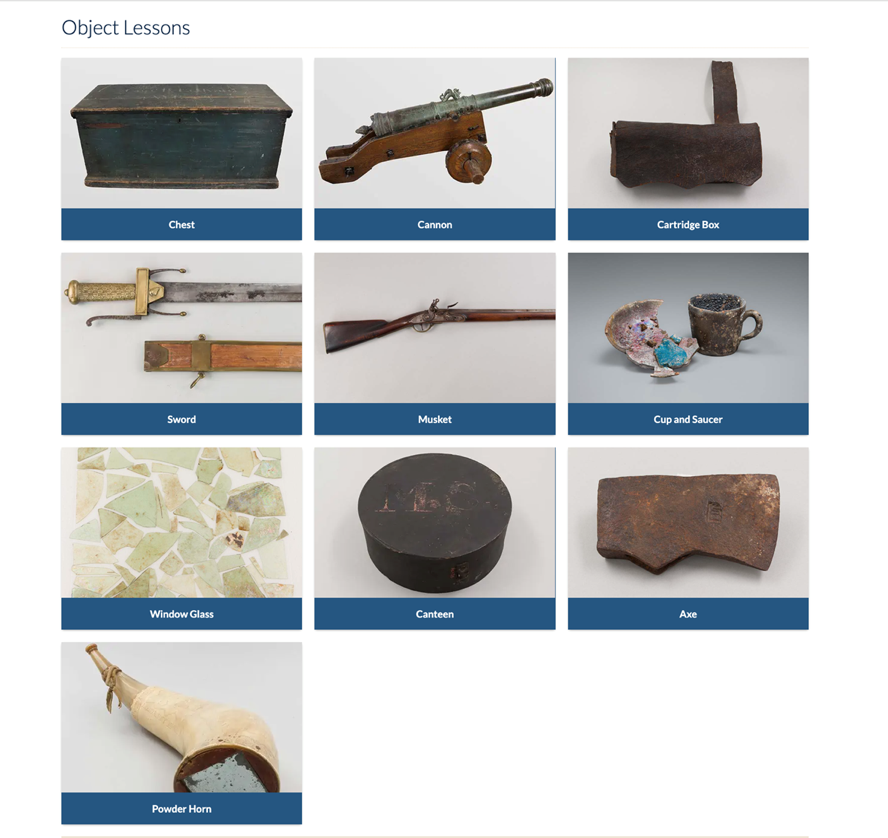 Object Lessons
Chest
Cannon
Cartridge Box
Sword
Musket
Cup and Saucer
Window Glass
Canteen
Axe
Powder Horn